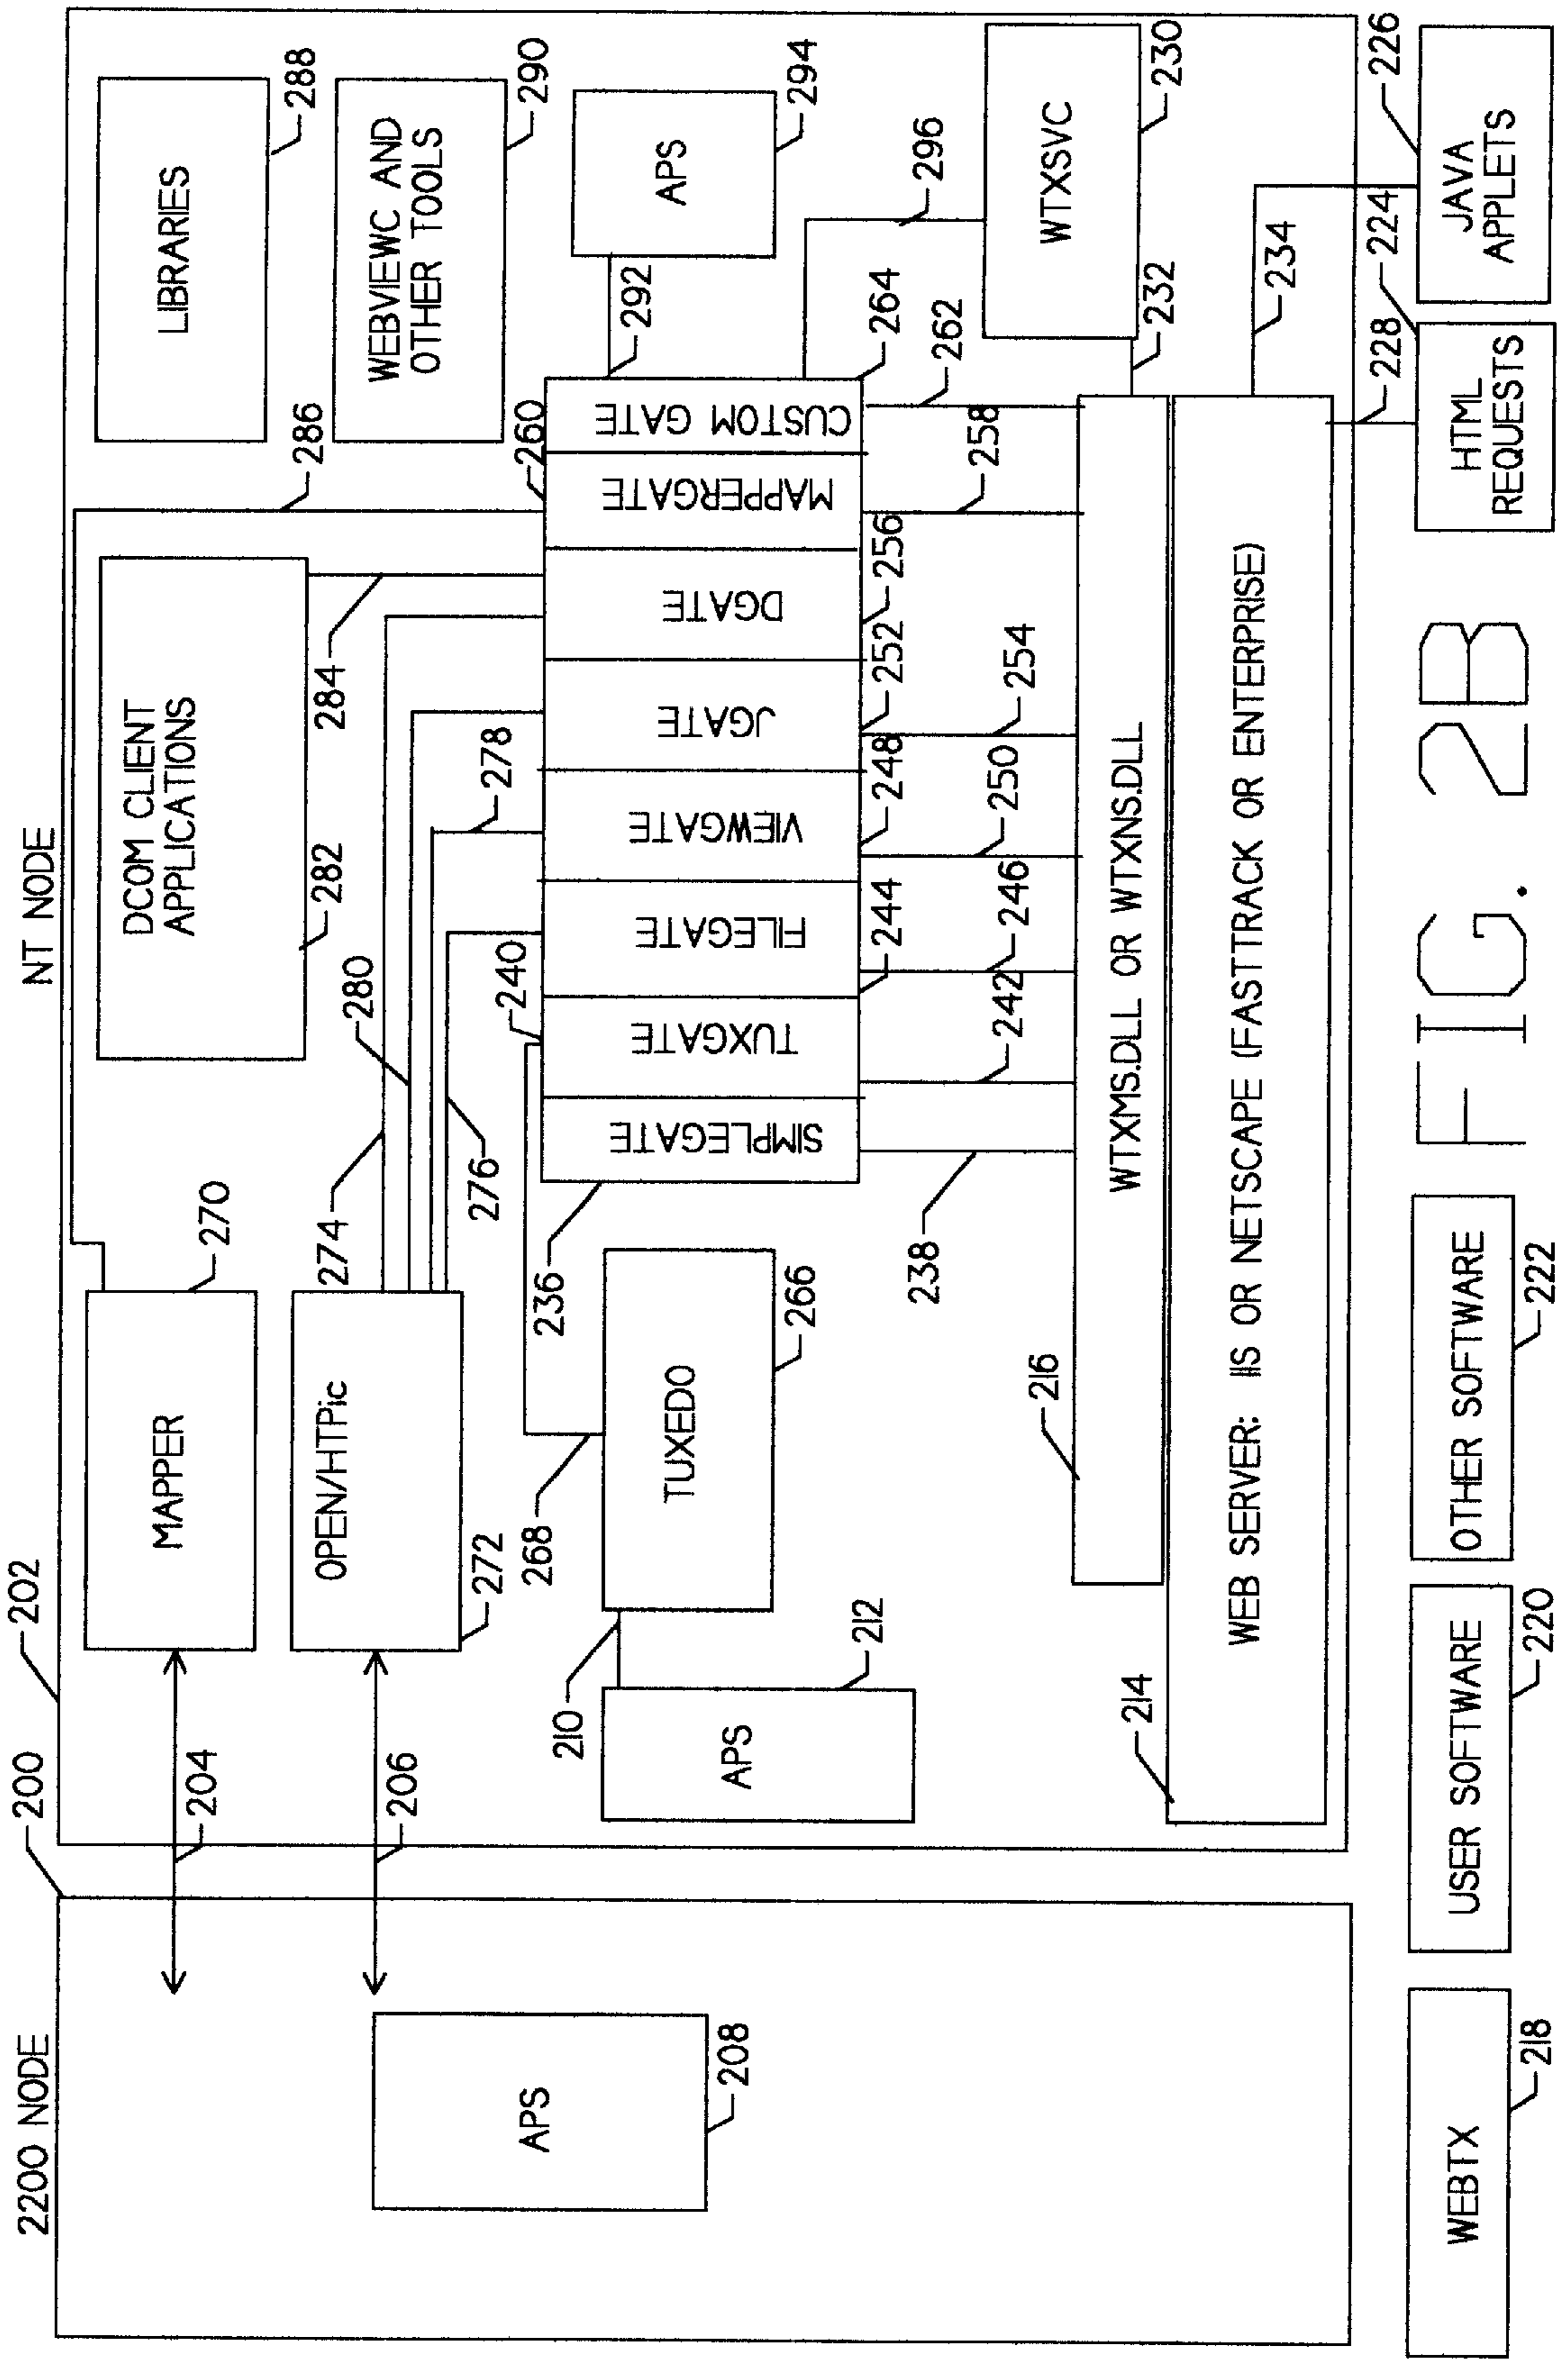 2200 NODE
200
202
NT NODE
MAPPER
270
204
286
LIBRARIES
288
DCOM CLIENT
APPLICATIONS
282
284
OPEN/HTPic
272
206
274
280
276
278
WEBVIEWC AND
OTHER TOOLS
290
APS
208
APS
212
210
TUXEDO
266
268
236
240
260
SIMPLEGATE
TUXGATE
FILEGATE
VIEWGATE
JGATE
DGATE
MAPPERGATE
CUSTOM GATE
244
248
252
256
264
292
APS
294
296
238
242
246
250
254
258
262
WTXSVC
230
232
216
WTXMS.DLL OR WTXNS.DLL
214
WEB SERVER: IIS OR NETSCAPE (FASTTRACK OR ENTERPRISE)
234
228
224
226
WEBTX
218
USER SOFTWARE
220
OTHER SOFTWARE
222
HTML
REQUESTS
JAVA
APPLETS
FIG. 2B